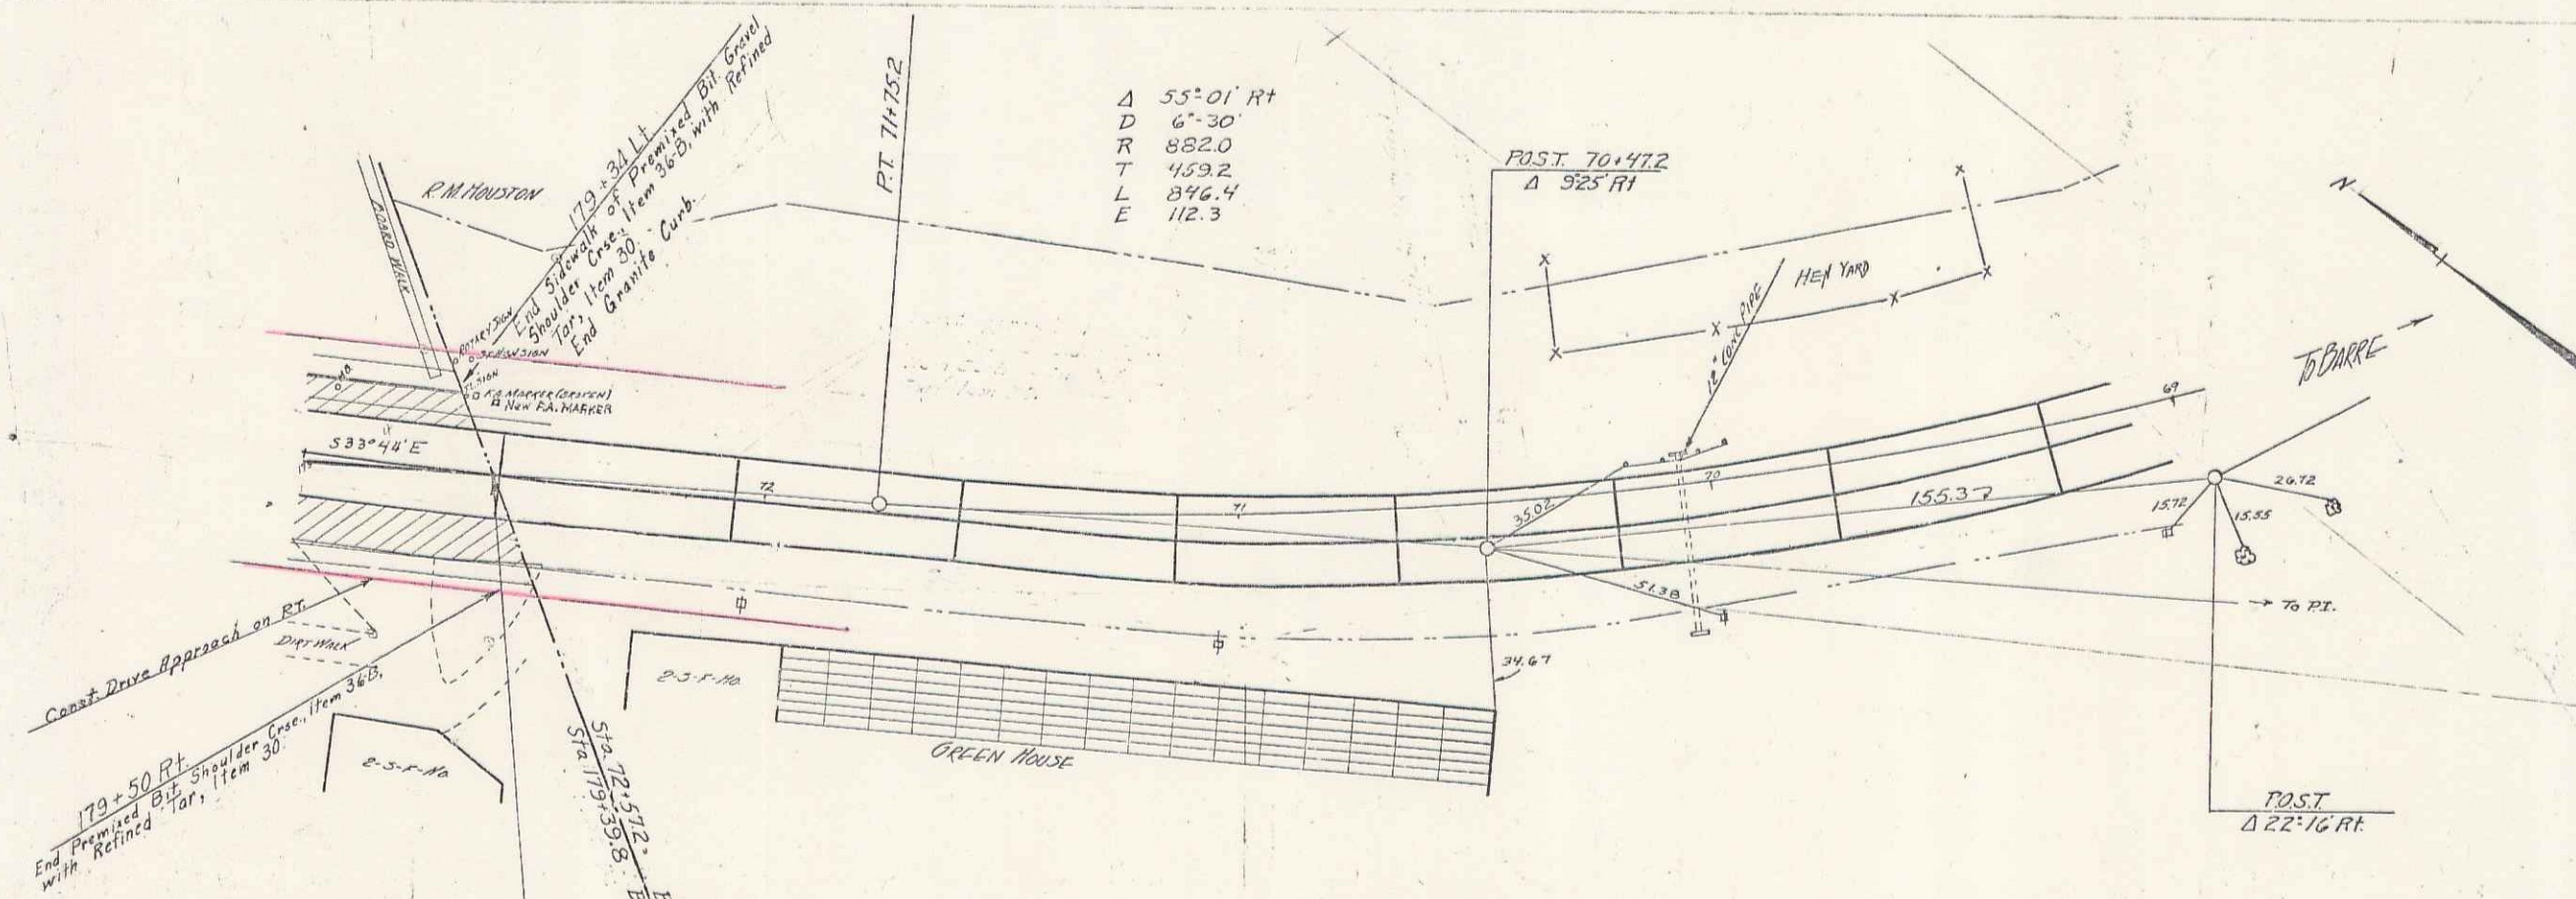 R.M. HOUSTON
BOARD WALK
179+34 Lt
End Sidewalk of Premixed Bit. Gravel
Shoulder Crse., Item 36-B, with Refined
Tar, Item 30.
End Granite Curb.
P.T. 71+75.2
Δ 55°-01' Rt
D 6°-30'
R 882.0
T 459.2
L 846.4
E 112.3
P.O.S.T. 70+47.2
Δ 9°25' Rt
HEN YARD
12" CONC. PIPE
N
TO BARRE
ROTARY SIGN
SIGN
F.A. MARKER (BROKEN)
NEW F.A. MARKER
S33°44'E
72
71
70
69
35.02
155.37
26.72
15.72
15.55
51.38
TO P.I.
34.67
Const. Drive Approach on RT.
DIRT WALK
2-S-F-Ho.
GREEN HOUSE
2-S-F-Ho.
179+50 Rt.
End Premixed Bit Shoulder Crse., Item 36B,
with Refined Tar, Item 30.
Sta. 72+57.2=
Sta. 179+39.8
P.O.S.T.
Δ 22°-16' Rt.